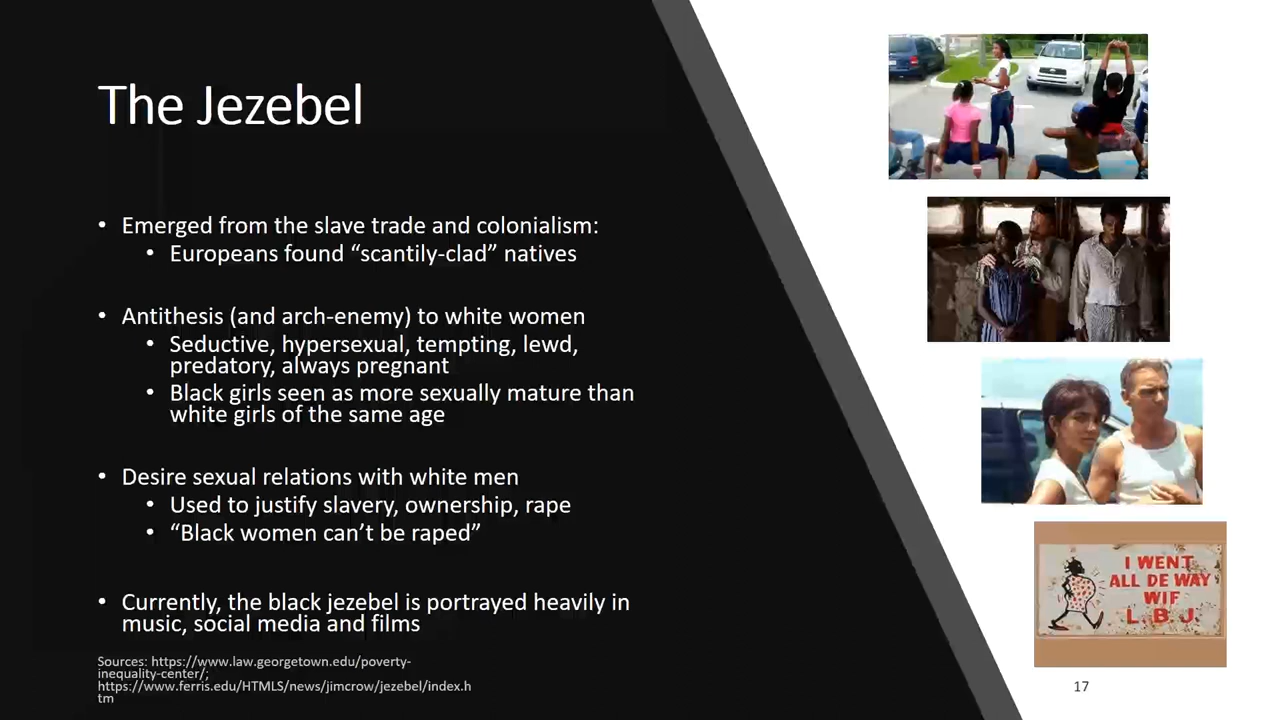 The Jezebel
• Emerged from the slave trade and colonialism:
• Europeans found “scantily-clad” natives
• Antithesis (and arch-enemy) to white women
• Seductive, hypersexual, tempting, lewd,
predatory, always pregnant
• Black girls seen as more sexually mature than
white girls of the same age
• Desire sexual relations with white men
• Used to justify slavery, ownership, rape
• “Black women can’t be raped”
• Currently, the black jezebel is portrayed heavily in
music, social media and films
Sources: https://www.law.georgetown.edu/poverty-
inequality-center/;
https://www.ferris.edu/HTMLS/news/jimcrow/jezebel/index.h
tm
I WENT
ALL DE WAY
WIF
L.B.J.
17